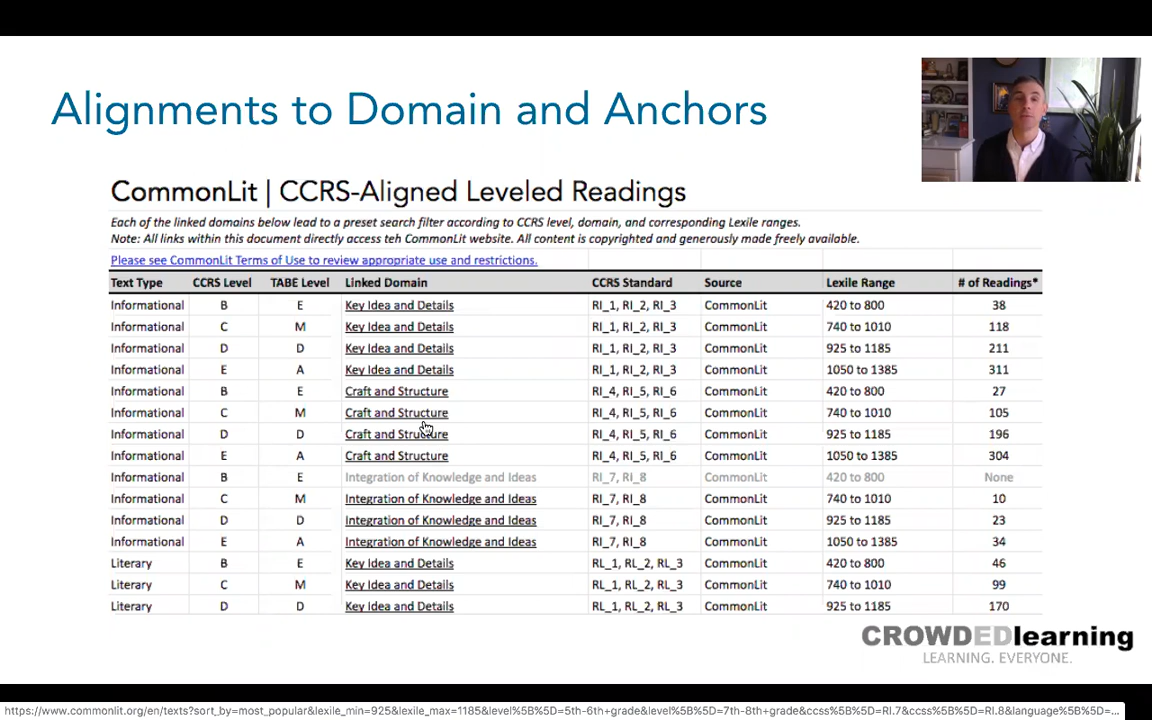 Alignments to Domain and Anchors
CommonLit | CCRS-Aligned Leveled Readings
Each of the linked domains below lead to a preset search filter according to CCRS level, domain, and corresponding Lexile ranges.
Note: All links within this document directly access teh CommonLit website. All content is copyrighted and generously made freely available.
Please see CommonLit Terms of Use to review appropriate use and restrictions.
Text Type CCRS Level TABE Level Linked Domain CCRS Standard Source Lexile Range # of Readings*
Informational B E Key Idea and Details RI_1, RI_2, RI_3 CommonLit 420 to 800 38
Informational C M Key Idea and Details RI_1, RI_2, RI_3 CommonLit 740 to 1010 118
Informational D D Key Idea and Details RI_1, RI_2, RI_3 CommonLit 925 to 1185 211
Informational E A Key Idea and Details RI_1, RI_2, RI_3 CommonLit 1050 to 1385 311
Informational B E Craft and Structure RI_4, RI_5, RI_6 CommonLit 420 to 800 27
Informational C M Craft and Structure RI_4, RI_5, RI_6 CommonLit 740 to 1010 105
Informational D D Craft and Structure RI_4, RI_5, RI_6 CommonLit 925 to 1185 196
Informational E A Craft and Structure RI_4, RI_5, RI_6 CommonLit 1050 to 1385 304
Informational B E Integration of Knowledge and Ideas RI_7, RI_8 CommonLit 420 to 800 None
Informational C M Integration of Knowledge and Ideas RI_7, RI_8 CommonLit 740 to 1010 10
Informational D D Integration of Knowledge and Ideas RI_7, RI_8 CommonLit 925 to 1185 23
Informational E A Integration of Knowledge and Ideas RI_7, RI_8 CommonLit 1050 to 1385 34
Literary B E Key Idea and Details RL_1, RL_2, RL_3 CommonLit 420 to 800 46
Literary C M Key Idea and Details RL_1, RL_2, RL_3 CommonLit 740 to 1010 99
Literary D D Key Idea and Details RL_1, RL_2, RL_3 CommonLit 925 to 1185 170
CROWDEDlearning
LEARNING. EVERYONE.
https://www.commonlit.org/en/texts?sort_by=most_popular&lexile_min=925&lexile_max=1185&level%5B%5D=5th-6th+grade&level%5B%5D=7th-8th+grade&ccss%5B%5D=RI.7&ccss%5B%5D=RI.8&language%5B%5D=...